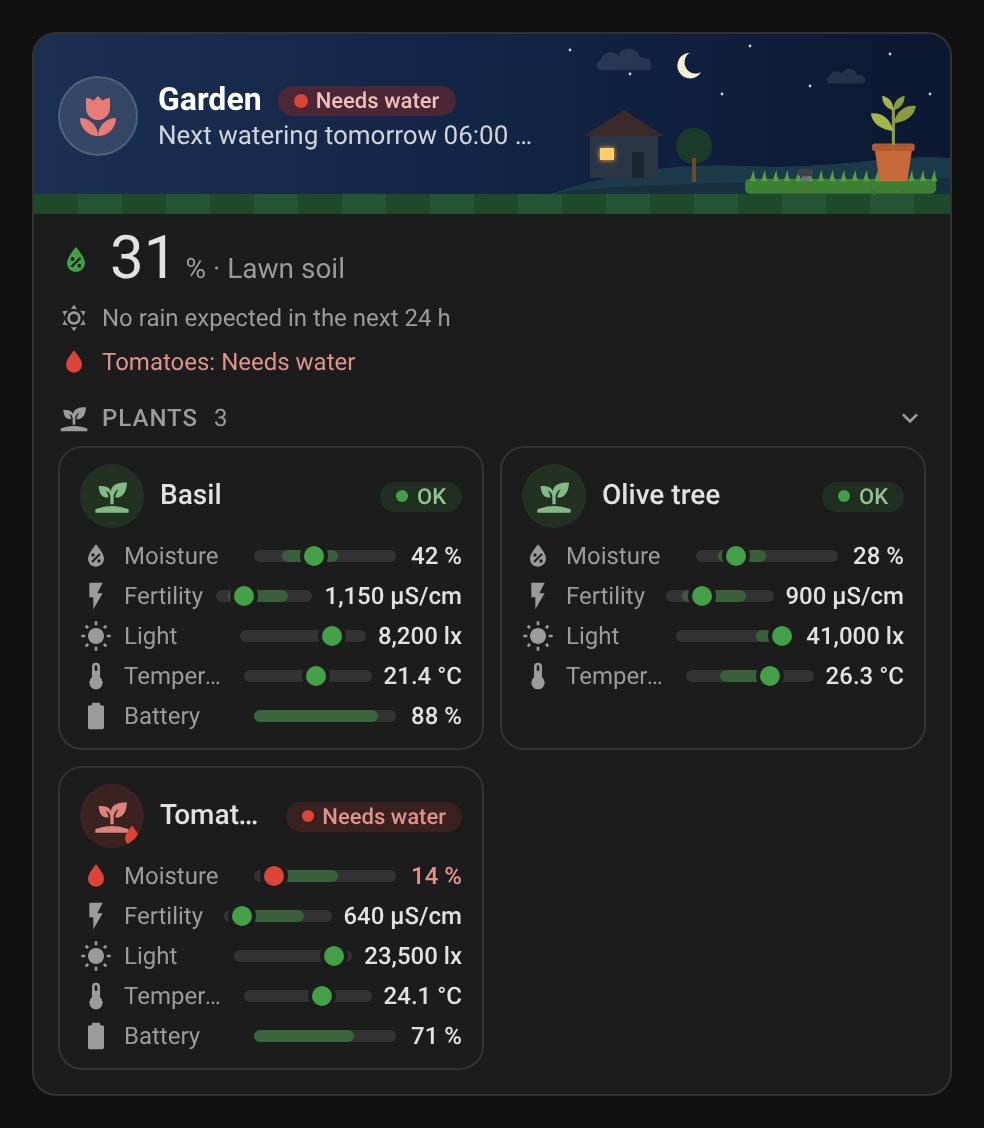 Garden
Needs water
Next watering tomorrow 06:00 …
31 % · Lawn soil
No rain expected in the next 24 h
Tomatoes: Needs water
PLANTS 3
Basil
OK
Moisture 42 %
Fertility 1,150 µS/cm
Light 8,200 lx
Temper… 21.4 °C
Battery 88 %
Olive tree
OK
Moisture 28 %
Fertility 900 µS/cm
Light 41,000 lx
Temper… 26.3 °C
Tomat…
Needs water
Moisture 14 %
Fertility 640 µS/cm
Light 23,500 lx
Temper… 24.1 °C
Battery 71 %